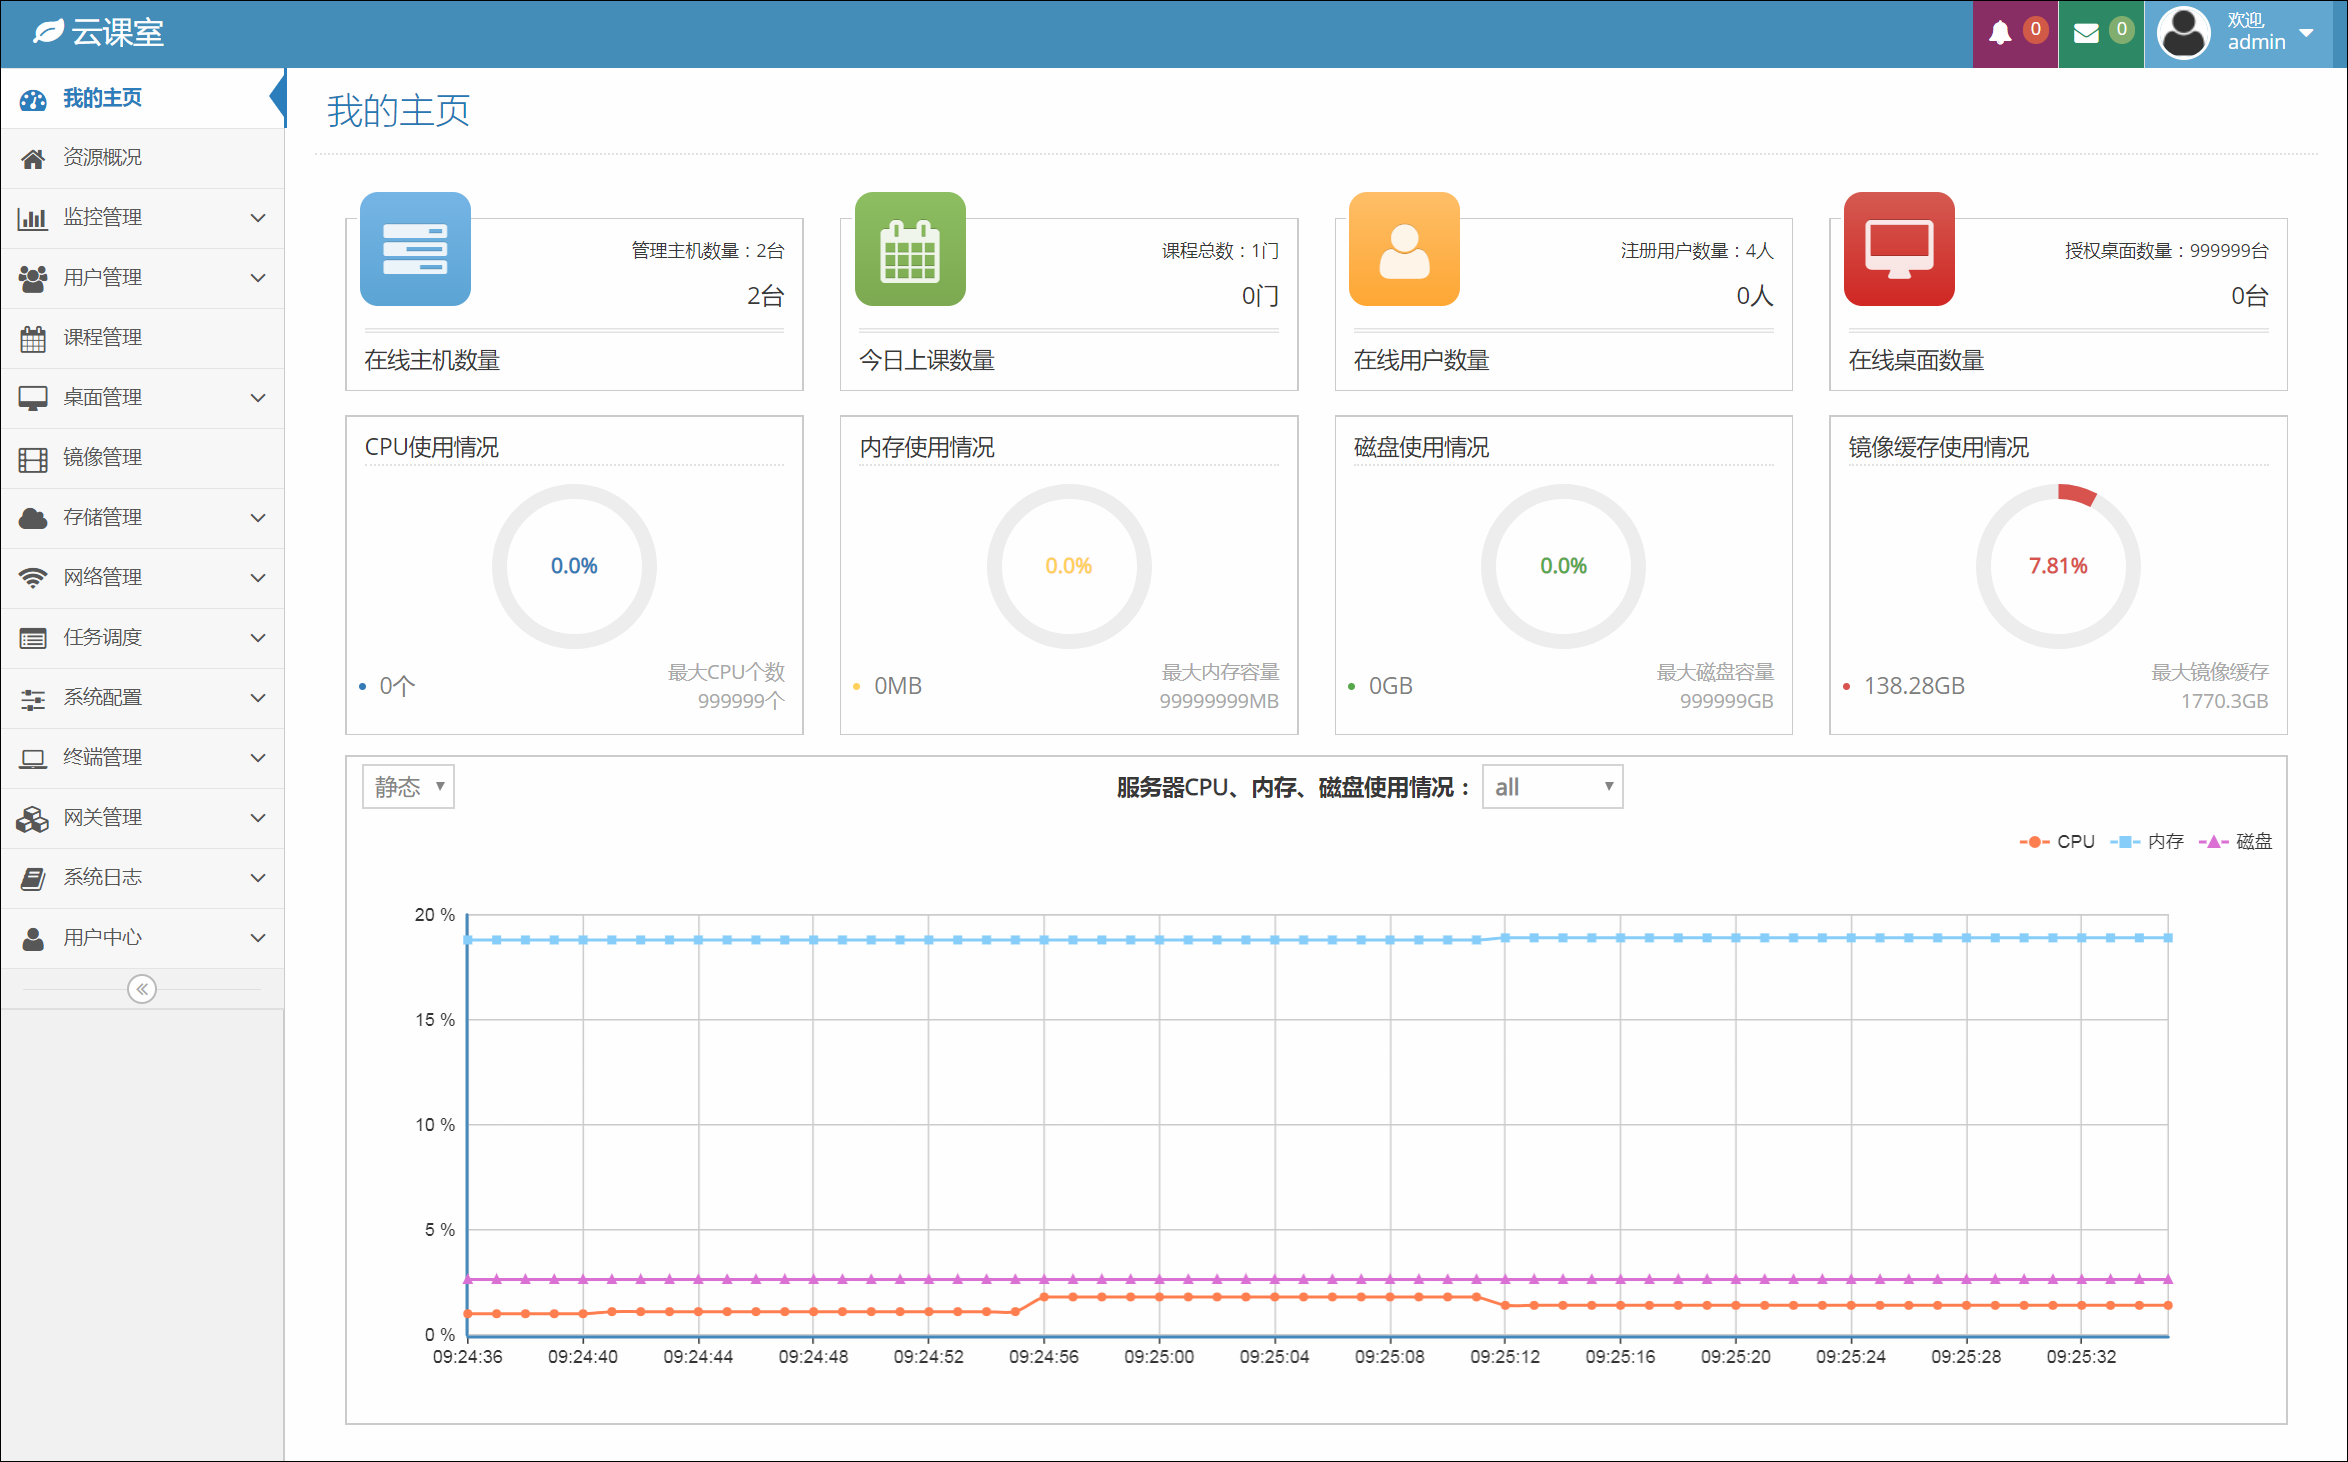 云课室
0
0
欢迎,
admin
我的主页
资源概况
监控管理
用户管理
课程管理
桌面管理
镜像管理
存储管理
网络管理
任务调度
系统配置
终端管理
网关管理
系统日志
用户中心
我的主页
管理主机数量：2台
2台
在线主机数量
课程总数：1门
0门
今日上课数量
注册用户数量：4人
0人
在线用户数量
授权桌面数量：999999台
0台
在线桌面数量
CPU使用情况
0.0%
0个
最大CPU个数
999999个
内存使用情况
0.0%
0MB
最大内存容量
99999999MB
磁盘使用情况
0.0%
0GB
最大磁盘容量
999999GB
镜像缓存使用情况
7.81%
138.28GB
最大镜像缓存
1770.3GB
静态
服务器CPU、内存、磁盘使用情况： all
CPU 内存 磁盘
20 %
15 %
10 %
5 %
0 %
09:24:36 09:24:40 09:24:44 09:24:48 09:24:52 09:24:56 09:25:00 09:25:04 09:25:08 09:25:12 09:25:16 09:25:20 09:25:24 09:25:28 09:25:32